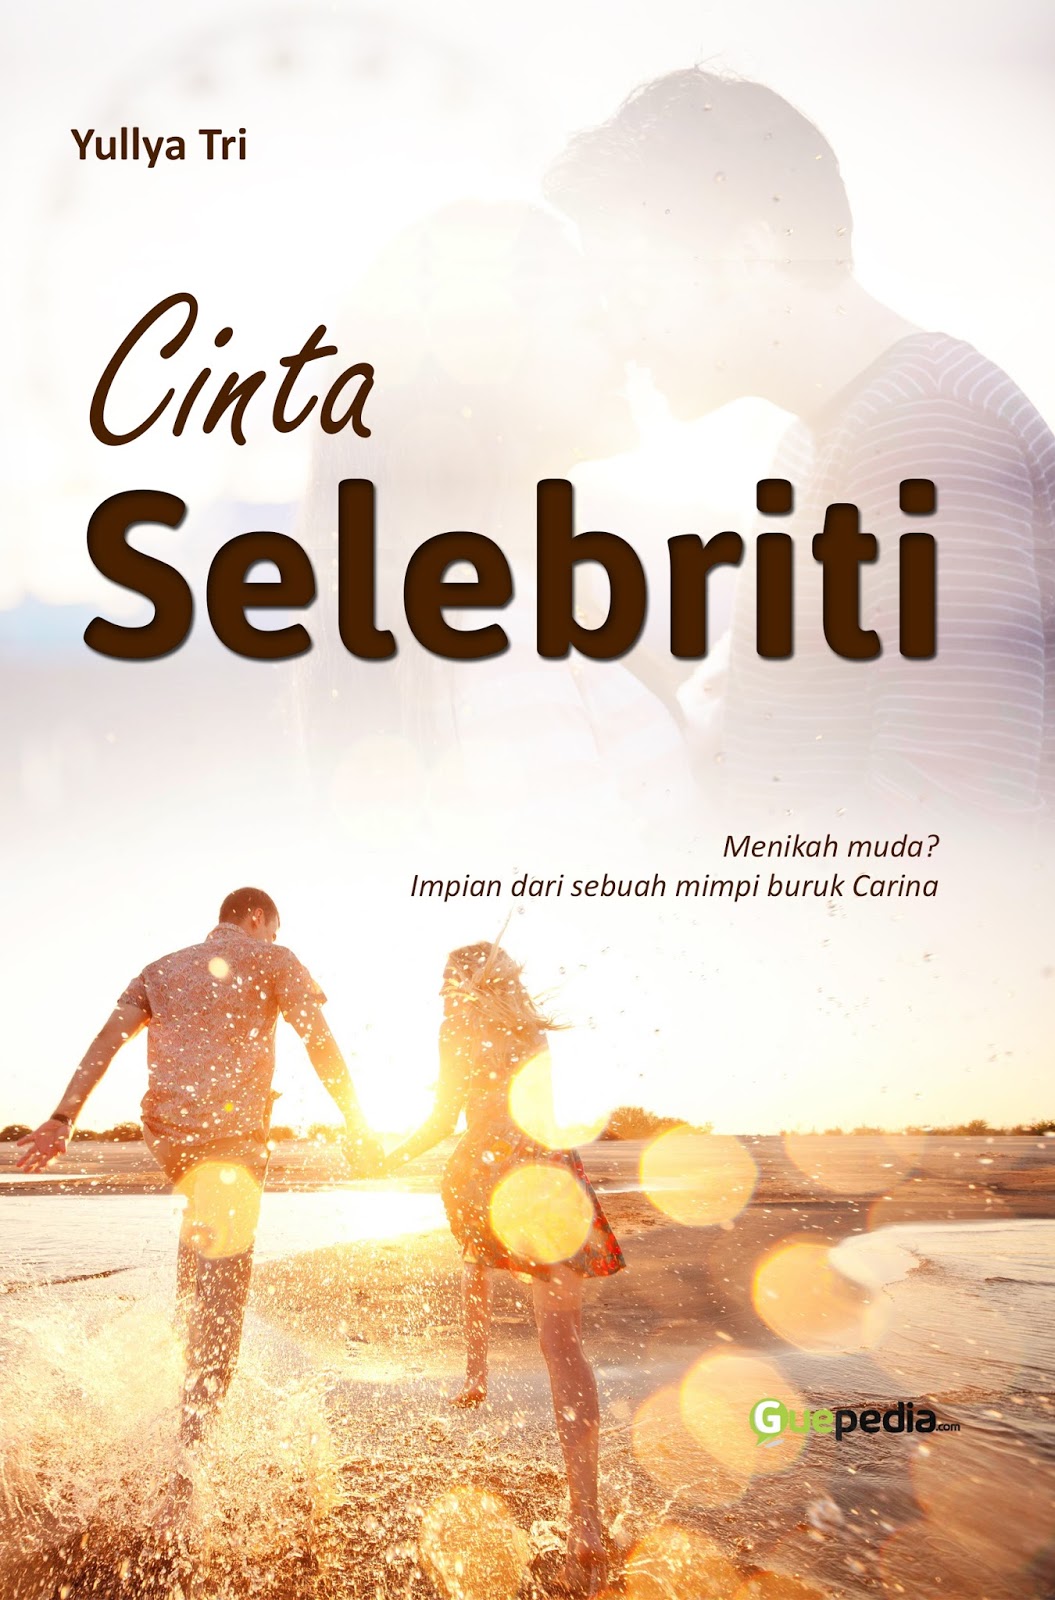 Yullya Tri
Cinta
Selebriti
Menikah muda?
Impian dari sebuah mimpi buruk Carina
Guepedia.com